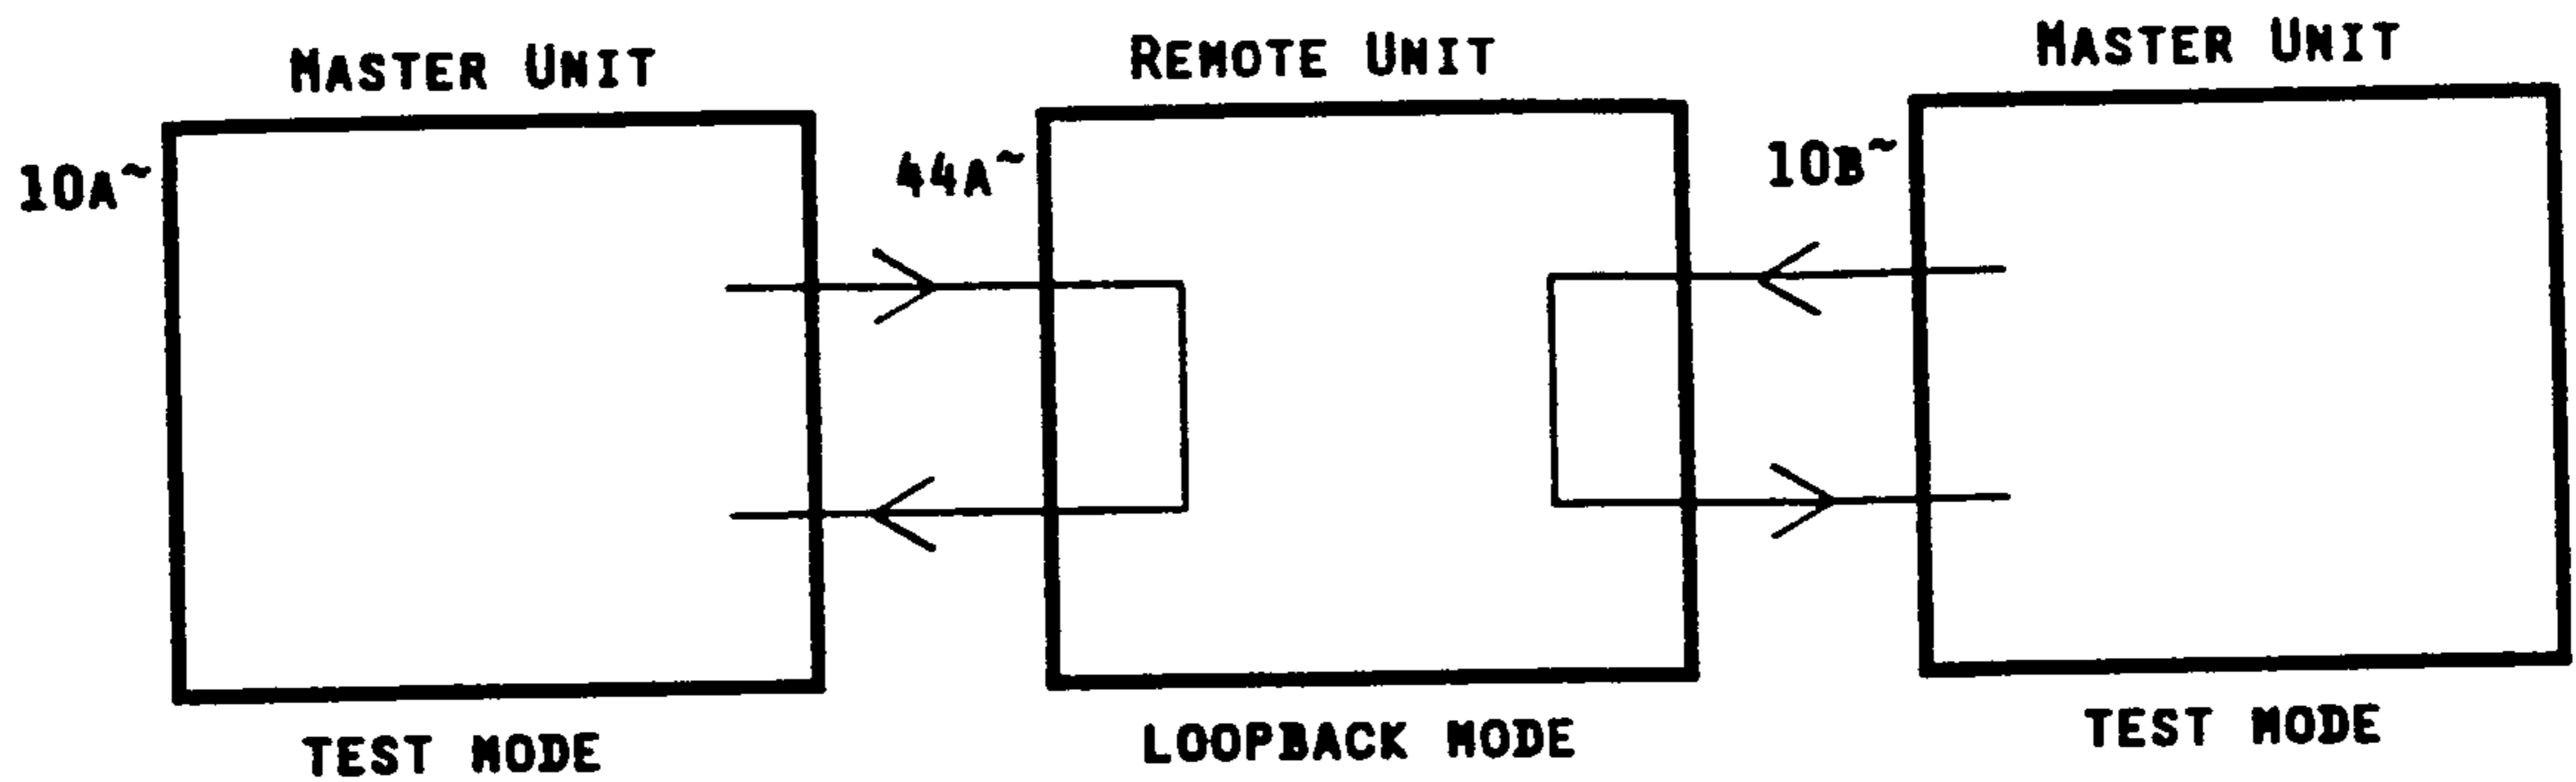 MASTER UNIT
REMOTE UNIT
MASTER UNIT
10A~
44A~
10B~
TEST MODE
LOOPBACK MODE
TEST MODE